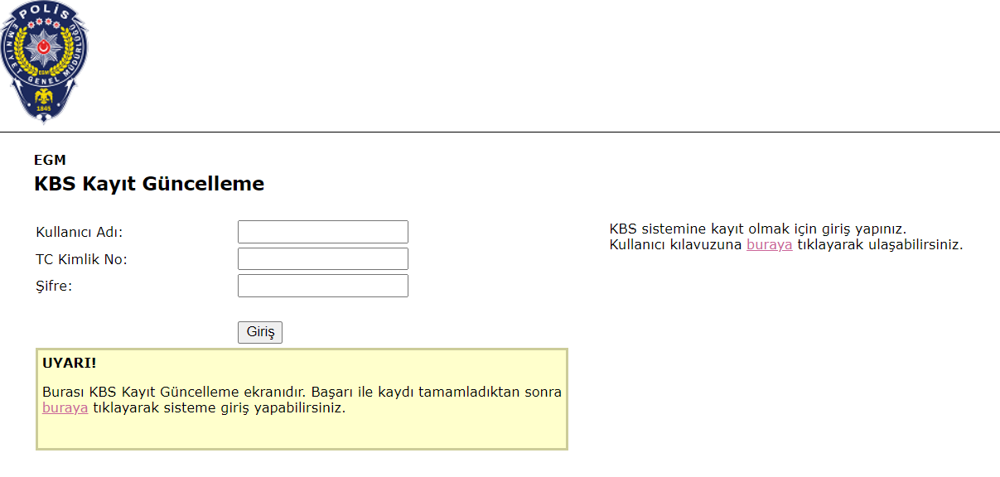 POLİS
EMNİYET GENEL MÜDÜRLÜĞÜ
EGM
1845
EGM
KBS Kayıt Güncelleme
Kullanıcı Adı:
TC Kimlik No:
Şifre:
Giriş
KBS sistemine kayıt olmak için giriş yapınız.
Kullanıcı kılavuzuna buraya tıklayarak ulaşabilirsiniz.
UYARI!
Burası KBS Kayıt Güncelleme ekranıdır. Başarı ile kaydı tamamladıktan sonra
buraya tıklayarak sisteme giriş yapabilirsiniz.